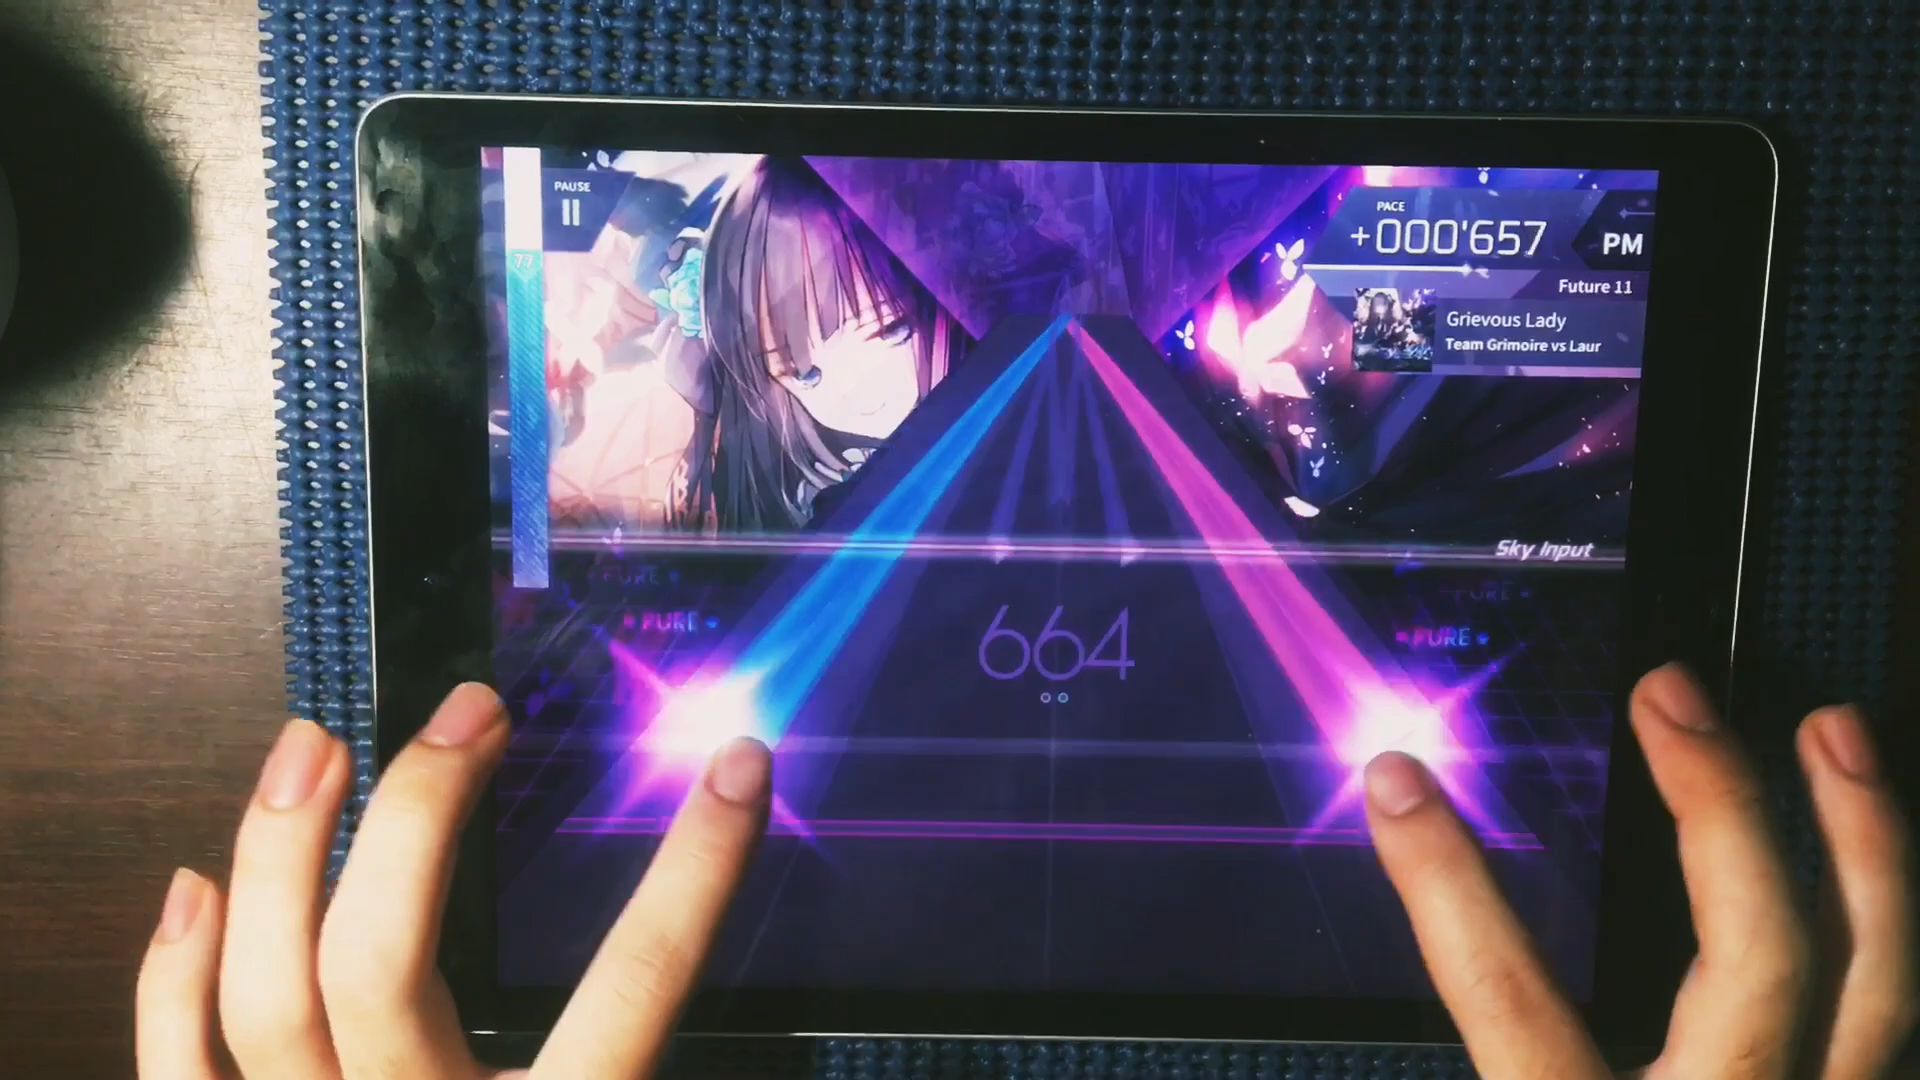 PAUSE
77
PACE
+000'657
PM
Future 11
Grievous Lady
Team Grimoire vs Laur
Sky Input
PURE
PURE
PURE
PURE
664